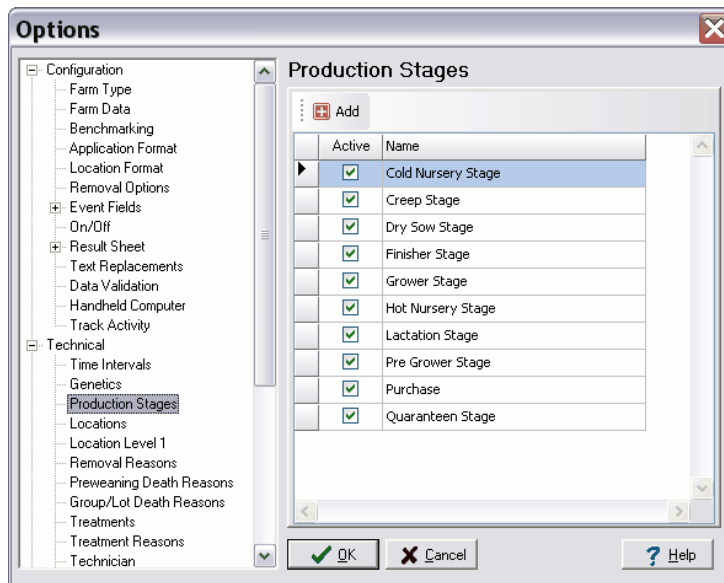 Options
Configuration
Farm Type
Farm Data
Benchmarking
Application Format
Location Format
Removal Options
Event Fields
On/Off
Result Sheet
Text Replacements
Data Validation
Handheld Computer
Track Activity
Technical
Time Intervals
Genetics
Production Stages
Locations
Location Level 1
Removal Reasons
Preweaning Death Reasons
Group/Lot Death Reasons
Treatments
Treatment Reasons
Technician
Production Stages
Add
Active Name
Cold Nursery Stage
Creep Stage
Dry Sow Stage
Finisher Stage
Grower Stage
Hot Nursery Stage
Lactation Stage
Pre Grower Stage
Purchase
Quaranteen Stage
OK Cancel Help